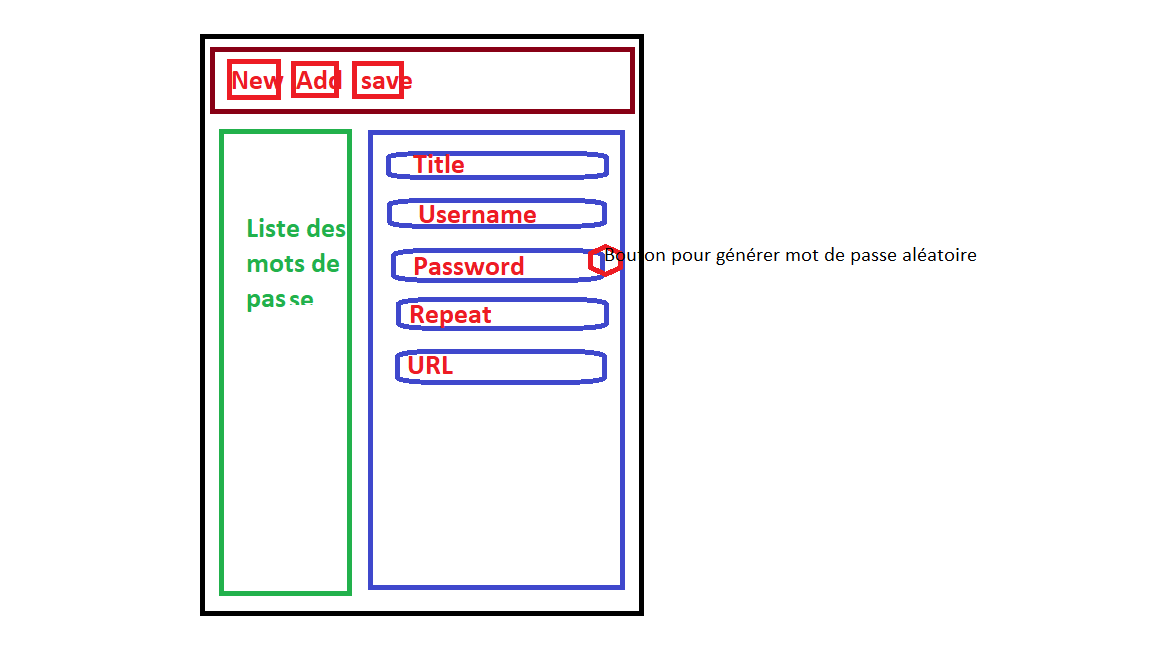 New Add save
Title
Username
Liste des
mots de
passe
Password
Bouton pour générer mot de passe aléatoire
Repeat
URL